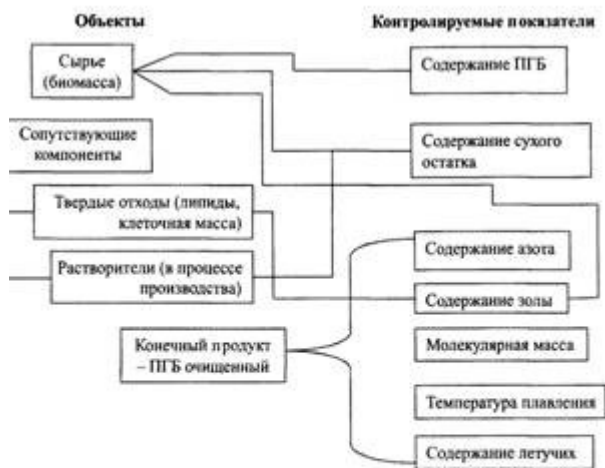 Объекты
Контролируемые показатели
Сырье
(биомасса)
Содержание ПГБ
Сопутствующие
компоненты
Содержание сухого
остатка
Твердые отходы (липиды,
клеточная масса)
Растворители (в процессе
производства)
Содержание азота
Содержание золы
Конечный продукт
– ПГБ очищенный
Молекулярная масса
Температура плавления
Содержание летучих